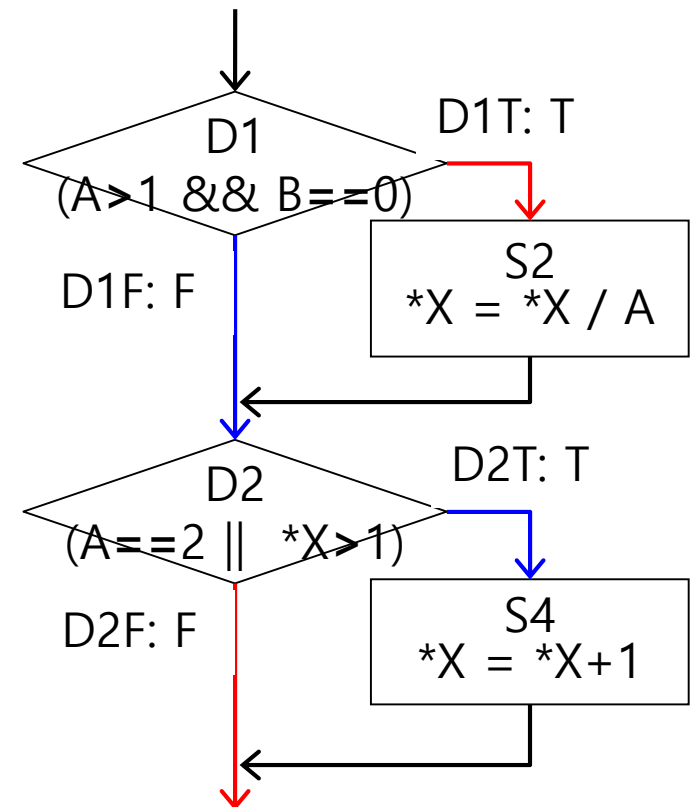 D1
(A>1 && B==0)
D1T: T
D1F: F
S2
*X = *X / A
D2
(A==2 || *X>1)
D2T: T
D2F: F
S4
*X = *X+1